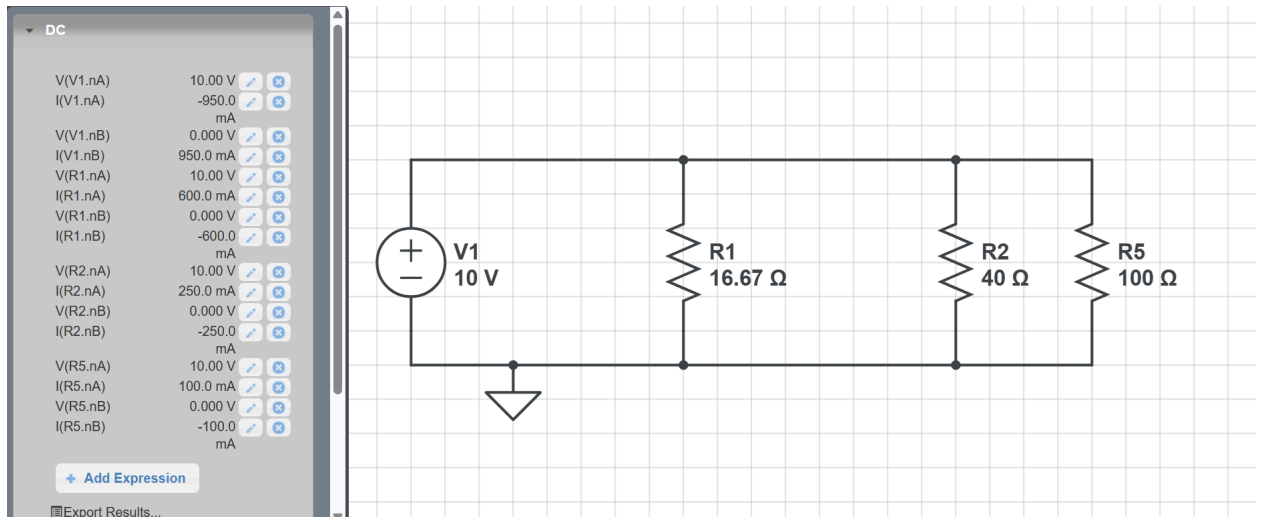 DC
V(V1.nA) 10.00 V
I(V1.nA) -950.0
mA
V(V1.nB) 0.000 V
I(V1.nB) 950.0 mA
V(R1.nA) 10.00 V
I(R1.nA) 600.0 mA
V(R1.nB) 0.000 V
I(R1.nB) -600.0
mA
V(R2.nA) 10.00 V
I(R2.nA) 250.0 mA
V(R2.nB) 0.000 V
I(R2.nB) -250.0
mA
V(R5.nA) 10.00 V
I(R5.nA) 100.0 mA
V(R5.nB) 0.000 V
I(R5.nB) -100.0
mA
+ Add Expression
Export Results...
V1
10 V
R1
16.67 Ω
R2
40 Ω
R5
100 Ω